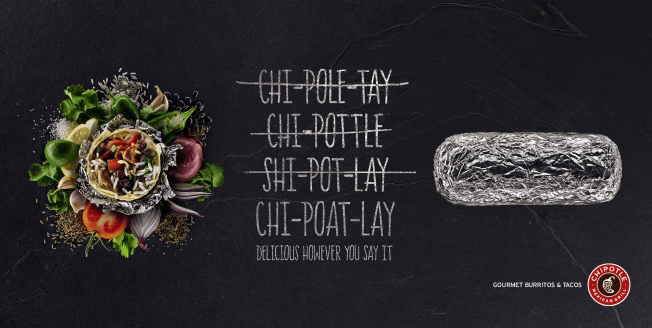 CHI-POLE-TAY
CHI-POTTLE
SHI-POT-LAY
CHI-POAT-LAY
DELICIOUS HOWEVER YOU SAY IT
GOURMET BURRITOS & TACOS
CHIPOTLE
MEXICAN GRILL